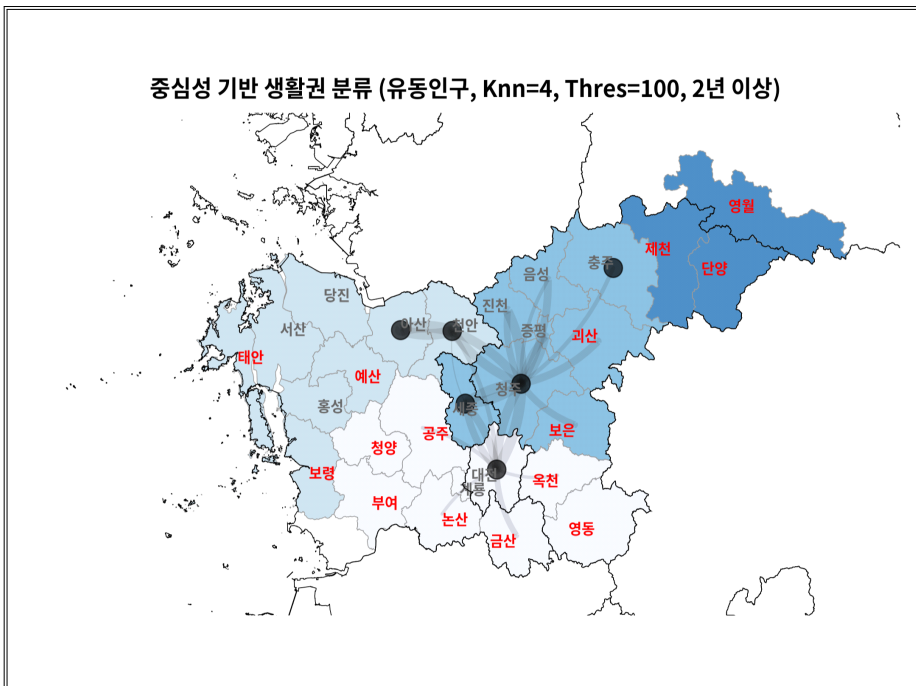 중심성 기반 생활권 분류 (유동인구, Knn=4, Thres=100, 2년 이상)
영월
제천
단양
충주
음성
당진
진천
아산
천안
서산
증평
괴산
태안
예산
청주
홍성
세종
보은
공주
청양
보령
대전
옥천
계룡
부여
논산
영동
금산